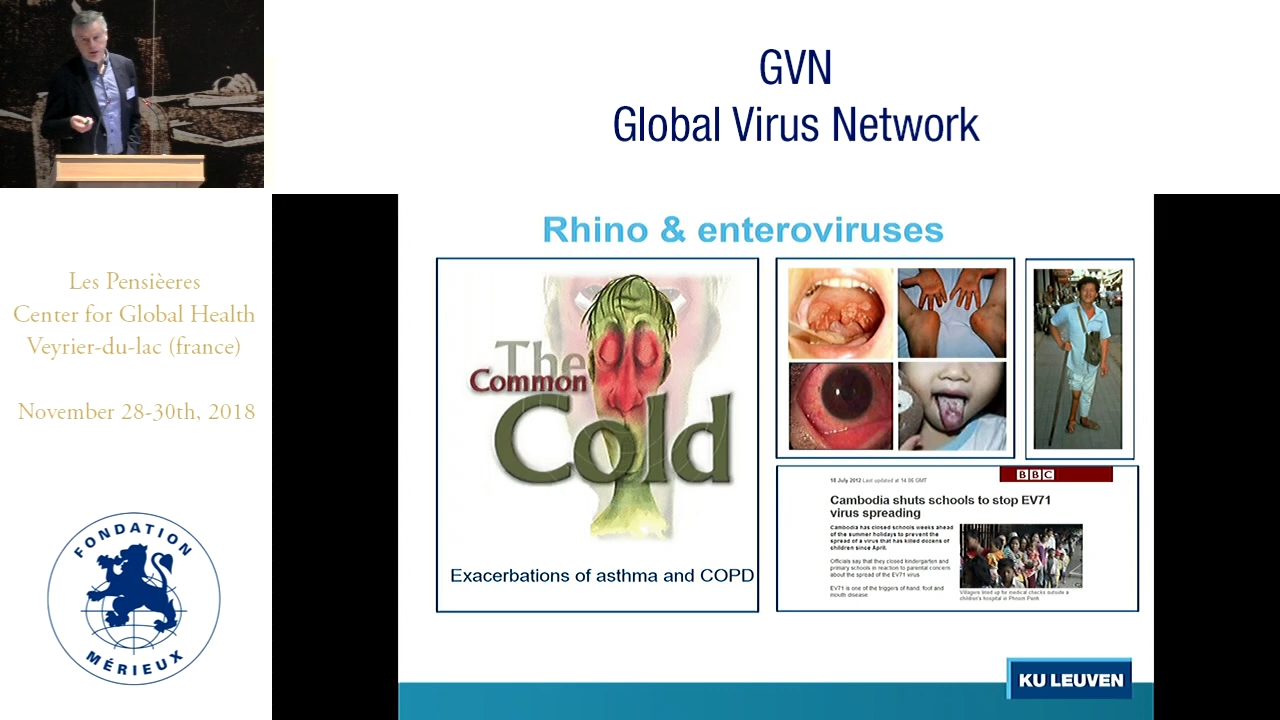 GVN
Global Virus Network
Les Pensièeres
Center for Global Health
Veyrier-du-lac (france)
November 28-30th, 2018
FONDATION
MÉRIEUX
Rhino & enteroviruses
The
Common
Cold
Exacerbations of asthma and COPD
BBC
18 July 2012 Last updated at 14:06 GMT
Cambodia shuts schools to stop EV71
virus spreading
Cambodia has closed schools weeks ahead
of the summer holidays to prevent the
spread of a virus that has killed dozens of
children since April.
Officials say that they closed kindergarten and
primary schools in reaction to parental concern
about the spread of the EV71 virus
EV71 is one of the triggers of hand, foot and
mouth disease
Villagers lined up for medical checks outside a
children's hospital in Phnom Penh
KU LEUVEN